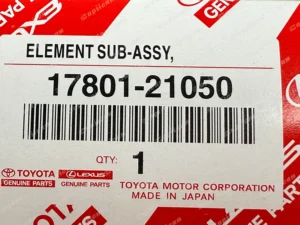 ELEMENT SUB-ASSY,
17801-21050
QTY: 1
TOYOTA LEXUS
GENUINE PARTS GENUINE PARTS
TOYOTA MOTOR CORPORATION
MADE IN JAPAN